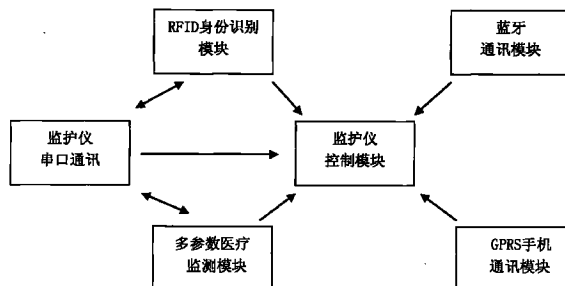 RFID身份识别
模块
蓝牙
通讯模块
监护仪
串口通讯
监护仪
控制模块
多参数医疗
监测模块
GPRS手机
通讯模块